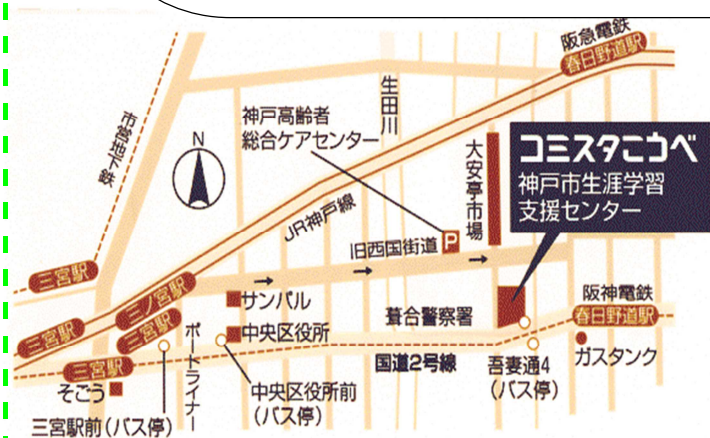 阪急電鉄
春日野道駅
市営地下鉄
生田川
神戸高齢者
総合ケアセンター
N
大安亭市場
コミスタこうべ
神戸市生涯学習
支援センター
JR神戸線
P
旧西国街道
三宮駅
三ノ宮駅
三宮駅
三宮駅
三宮駅
サンパル
中央区役所
ポートライナー
葺合警察署
阪神電鉄
春日野道駅
国道2号線
吾妻通4
(バス停)
ガスタンク
そごう
中央区役所前
(バス停)
三宮駅前(バス停)